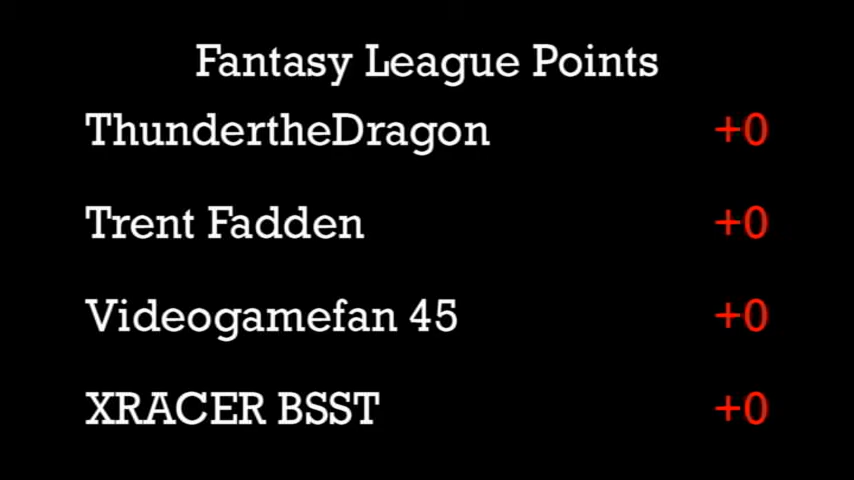 Fantasy League Points
ThundertheDragon +0
Trent Fadden +0
Videogamefan 45 +0
XRACER BSST +0